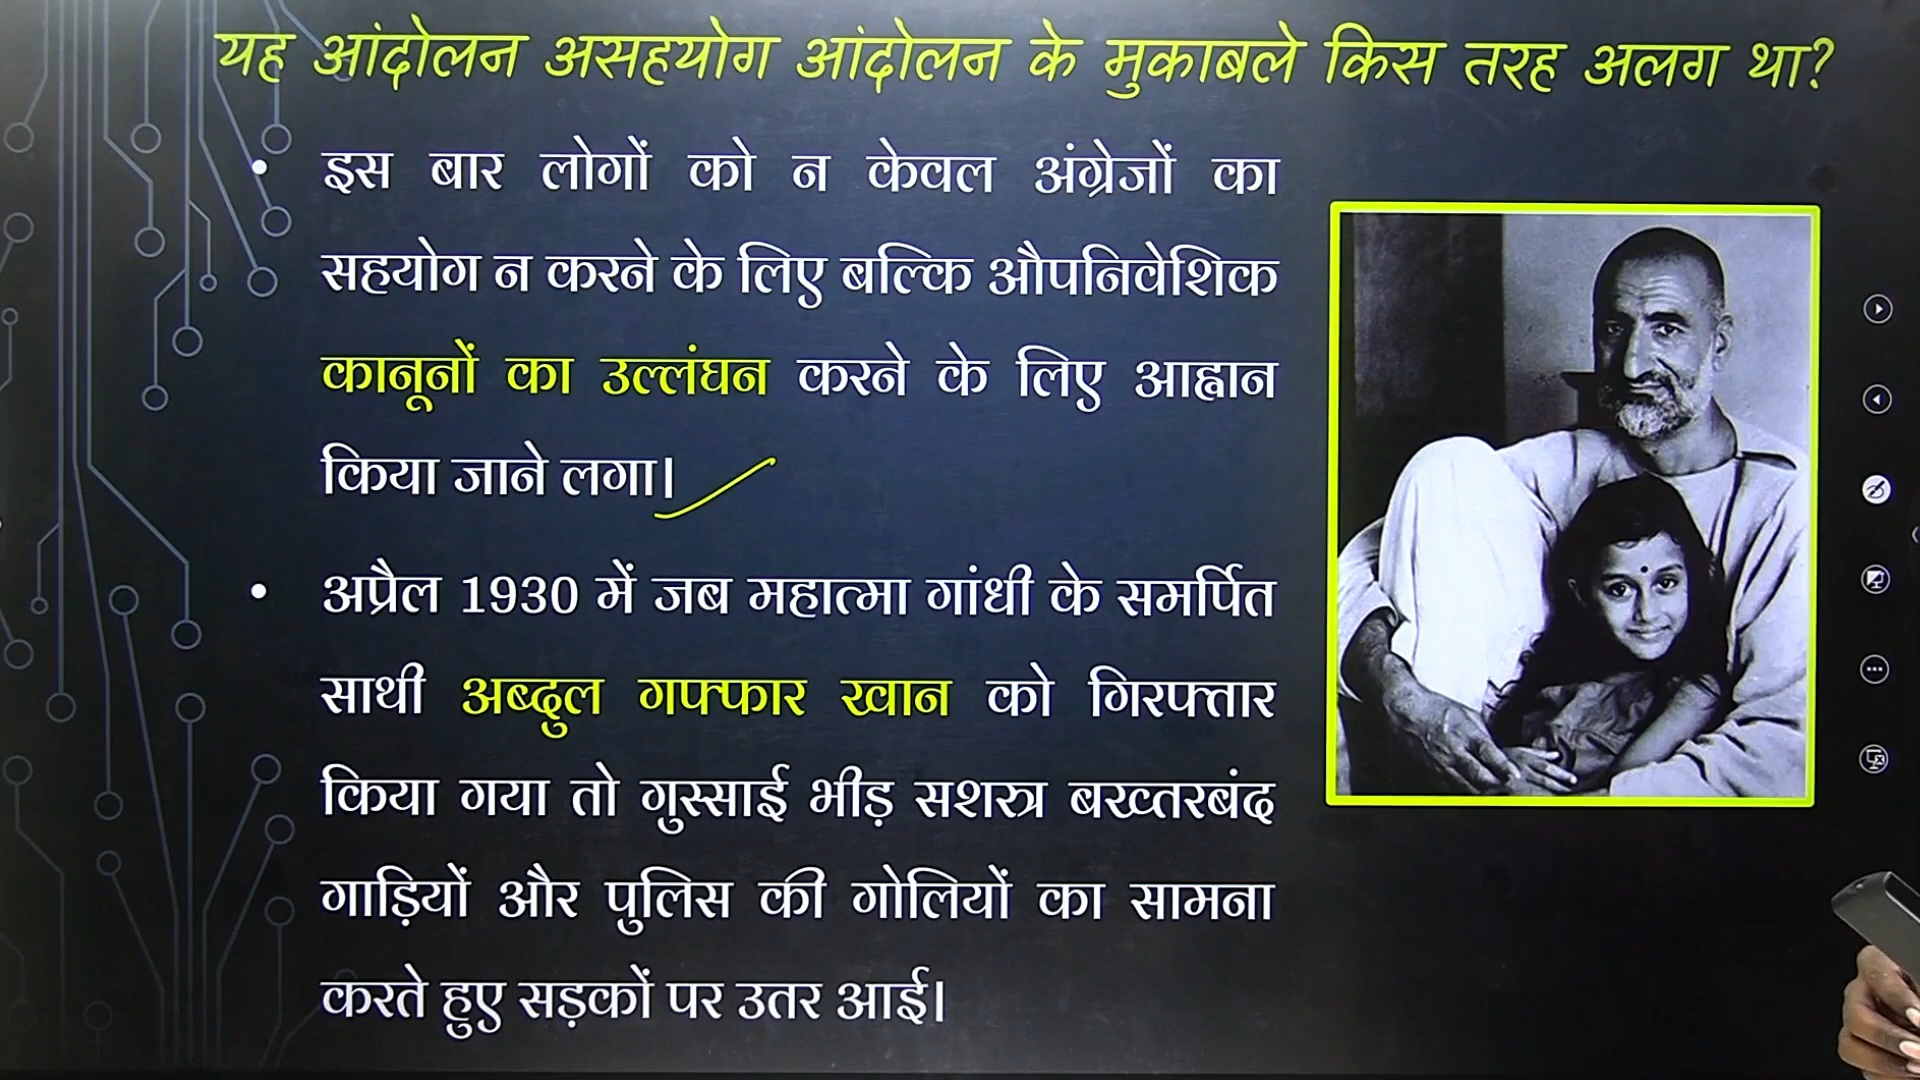 यह आंदोलन असहयोग आंदोलन के मुकाबले किस तरह अलग था?
• इस बार लोगों को न केवल अंग्रेजों का
सहयोग न करने के लिए बल्कि औपनिवेशिक
कानूनों का उल्लंघन करने के लिए आह्वान
किया जाने लगा।
• अप्रैल 1930 में जब महात्मा गांधी के समर्पित
साथी अब्दुल गफ्फार खान को गिरफ्तार
किया गया तो गुस्साई भीड़ सशस्त्र बख्तरबंद
गाड़ियों और पुलिस की गोलियों का सामना
करते हुए सड़कों पर उतर आई।